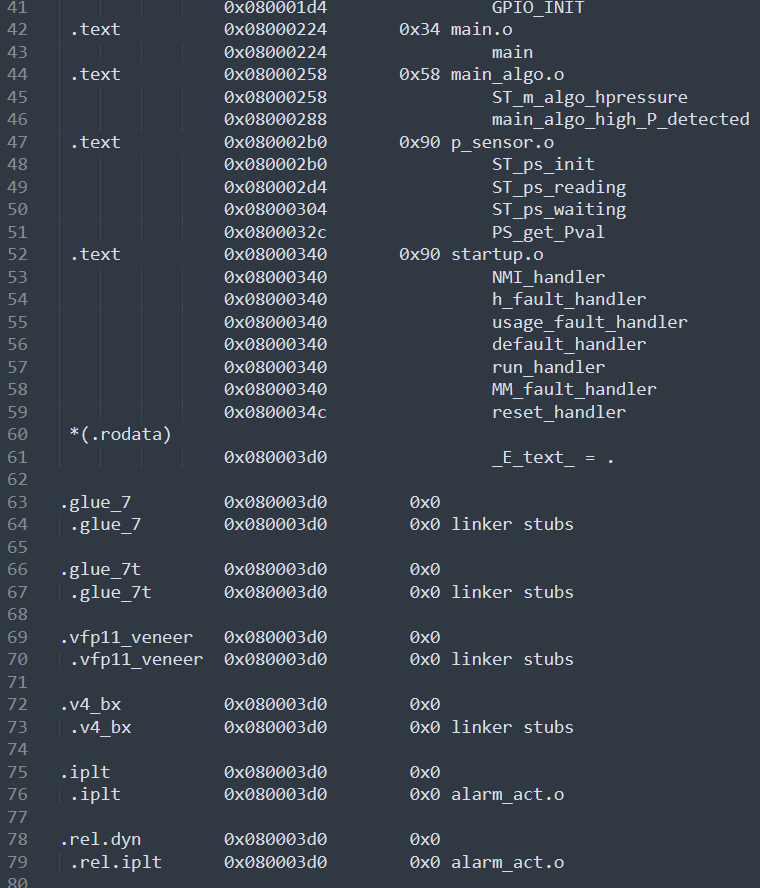 41 0x080001d4 GPIO_INIT
42 .text 0x08000224 0x34 main.o
43 0x08000224 main
44 .text 0x08000258 0x58 main_algo.o
45 0x08000258 ST_m_algo_hpressure
46 0x08000288 main_algo_high_P_detected
47 .text 0x080002b0 0x90 p_sensor.o
48 0x080002b0 ST_ps_init
49 0x080002d4 ST_ps_reading
50 0x08000304 ST_ps_waiting
51 0x0800032c PS_get_Pval
52 .text 0x08000340 0x90 startup.o
53 0x08000340 NMI_handler
54 0x08000340 h_fault_handler
55 0x08000340 usage_fault_handler
56 0x08000340 default_handler
57 0x08000340 run_handler
58 0x08000340 MM_fault_handler
59 0x0800034c reset_handler
60 *(.rodata)
61 0x080003d0 _E_text_ = .
62
63 .glue_7 0x080003d0 0x0
64 .glue_7 0x080003d0 0x0 linker stubs
65
66 .glue_7t 0x080003d0 0x0
67 .glue_7t 0x080003d0 0x0 linker stubs
68
69 .vfp11_veneer 0x080003d0 0x0
70 .vfp11_veneer 0x080003d0 0x0 linker stubs
71
72 .v4_bx 0x080003d0 0x0
73 .v4_bx 0x080003d0 0x0 linker stubs
74
75 .iplt 0x080003d0 0x0
76 .iplt 0x080003d0 0x0 alarm_act.o
77
78 .rel.dyn 0x080003d0 0x0
79 .rel.iplt 0x080003d0 0x0 alarm_act.o
80